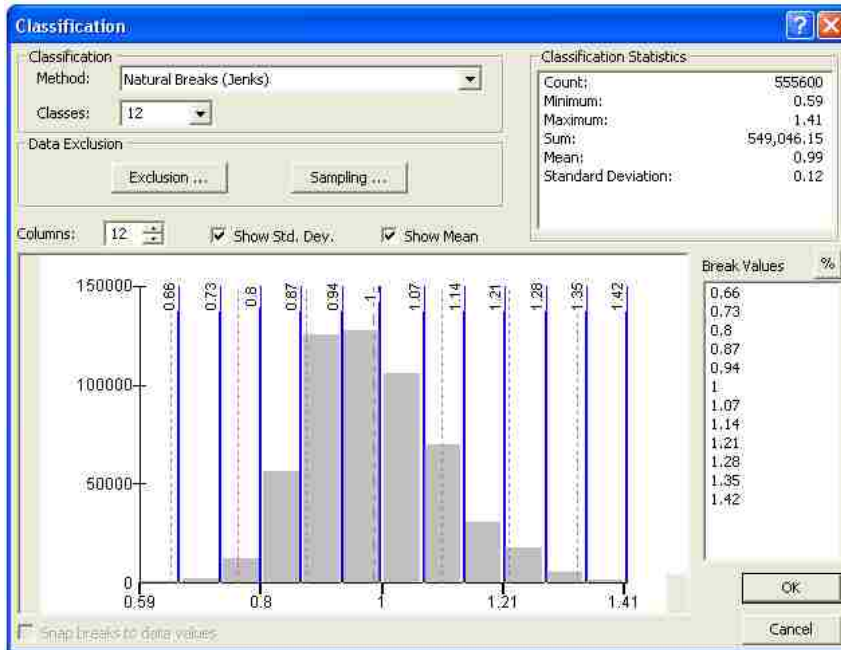 Classification
Classification
Method: Natural Breaks (Jenks)
Classes: 12
Data Exclusion
Exclusion ...
Sampling ...
Classification Statistics
Count: 555600
Minimum: 0.59
Maximum: 1.41
Sum: 549,046.15
Mean: 0.99
Standard Deviation: 0.12
Columns: 12
Show Std. Dev.
Show Mean
Break Values
%
0.66
0.73
0.8
0.87
0.94
1
1.07
1.14
1.21
1.28
1.35
1.42
150000
100000
50000
0
0.66
0.73
0.8
0.87
0.94
1
1.07
1.14
1.21
1.28
1.35
1.42
0.59
0.8
1
1.21
1.41
Snap breaks to data values
OK
Cancel